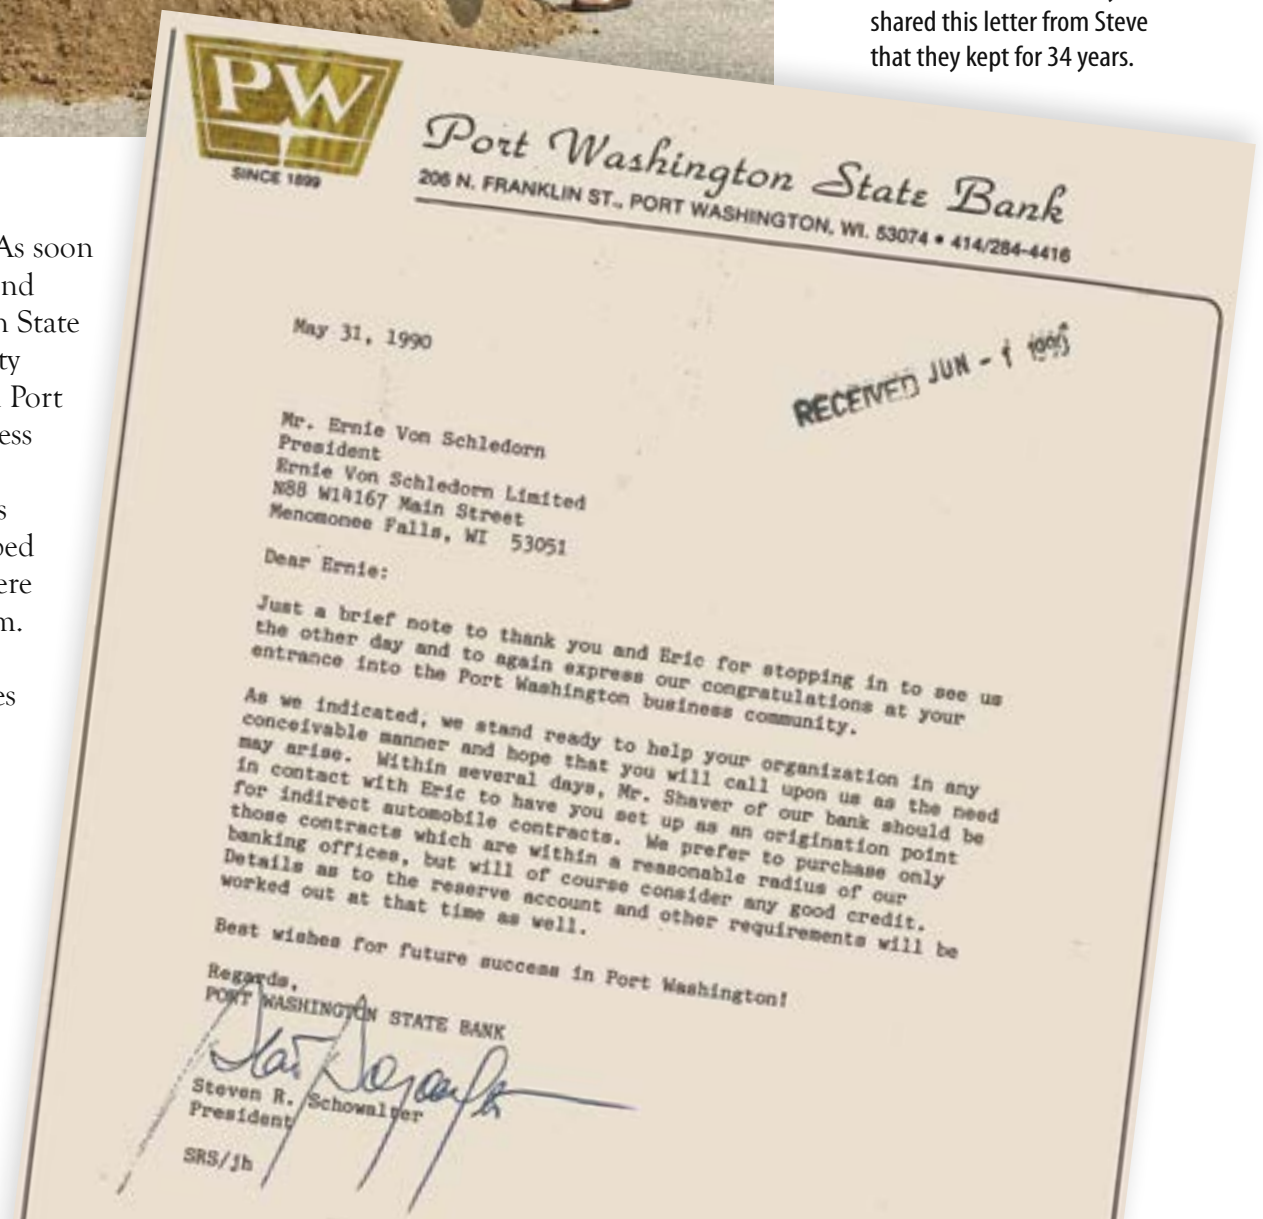 shared this letter from Steve
that they kept for 34 years.
As soon
nd
n State
ty
Port
ess
s
ped
ere
m.
es
PW
SINCE 1899
Port Washington State Bank
206 N. FRANKLIN ST., PORT WASHINGTON, WI. 53074 • 414/284-4416
May 31, 1990
RECEIVED JUN - 1 1990
Mr. Ernie Von Schledorn
President
Ernie Von Schledorn Limited
N88 W14167 Main Street
Menomonee Falls, WI 53051
Dear Ernie:
Just a brief note to thank you and Eric for stopping in to see us
the other day and to again express our congratulations at your
entrance into the Port Washington business community.
As we indicated, we stand ready to help your organization in any
conceivable manner and hope that you will call upon us as the need
may arise. Within several days, Mr. Shaver of our bank should be
in contact with Eric to have you set up as an origination point
for indirect automobile contracts. We prefer to purchase only
those contracts which are within a reasonable radius of our
banking offices, but will of course consider any good credit.
Details as to the reserve account and other requirements will be
worked out at that time as well.
Best wishes for future success in Port Washington!
Regards,
PORT WASHINGTON STATE BANK
Steven R. Schowalter
President
SRS/jh